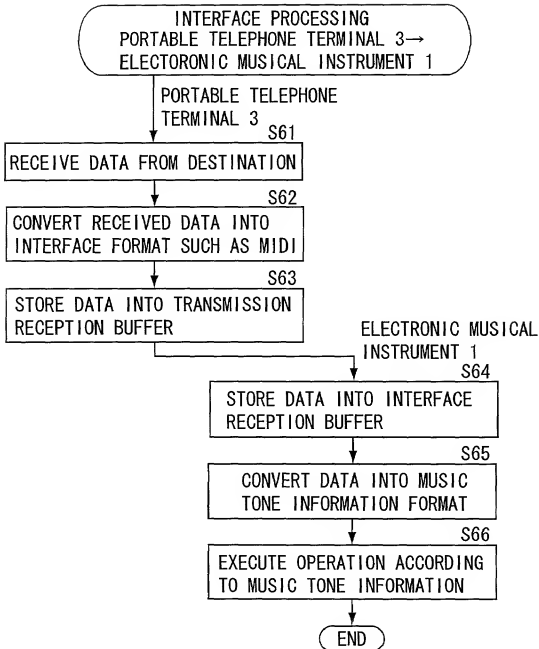 INTERFACE PROCESSING
PORTABLE TELEPHONE TERMINAL 3→
ELECTORONIC MUSICAL INSTRUMENT 1
PORTABLE TELEPHONE
TERMINAL 3
S61
RECEIVE DATA FROM DESTINATION
S62
CONVERT RECEIVED DATA INTO
INTERFACE FORMAT SUCH AS MIDI
S63
STORE DATA INTO TRANSMISSION
RECEPTION BUFFER
ELECTRONIC MUSICAL
INSTRUMENT 1
S64
STORE DATA INTO INTERFACE
RECEPTION BUFFER
S65
CONVERT DATA INTO MUSIC
TONE INFORMATION FORMAT
S66
EXECUTE OPERATION ACCORDING
TO MUSIC TONE INFORMATION
END